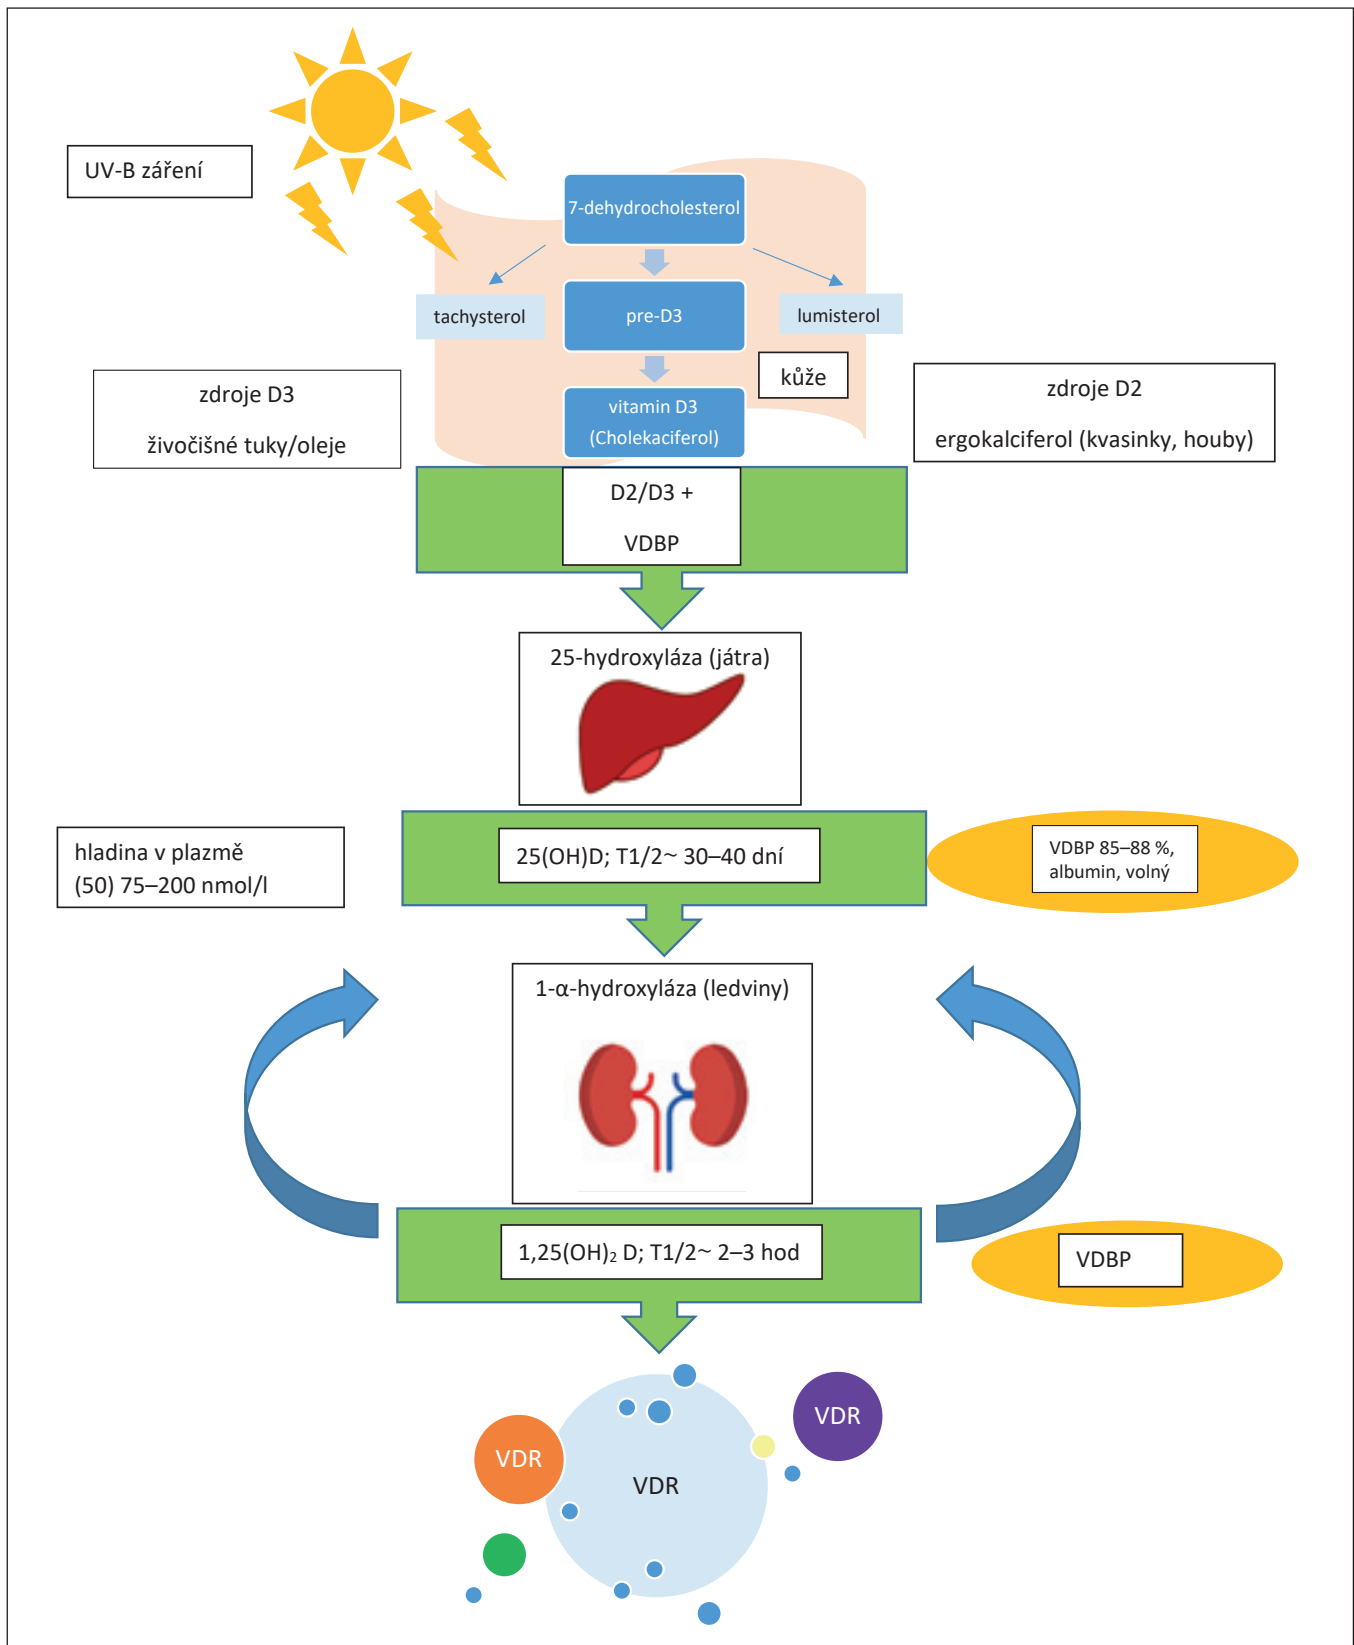 UV-B záření
7-dehydrocholesterol
tachysterol
pre-D3
lumisterol
kůže
vitamin D3
(Cholekaciferol)
zdroje D3
živočišné tuky/oleje
zdroje D2
ergokalciferol (kvasinky, houby)
D2/D3 +
VDBP
25-hydroxyláza (játra)
hladina v plazmě
(50) 75–200 nmol/l
25(OH)D; T1/2~ 30–40 dní
VDBP 85–88 %,
albumin, volný
1-α-hydroxyláza (ledviny)
1,25(OH)₂ D; T1/2~ 2–3 hod
VDBP
VDR
VDR
VDR